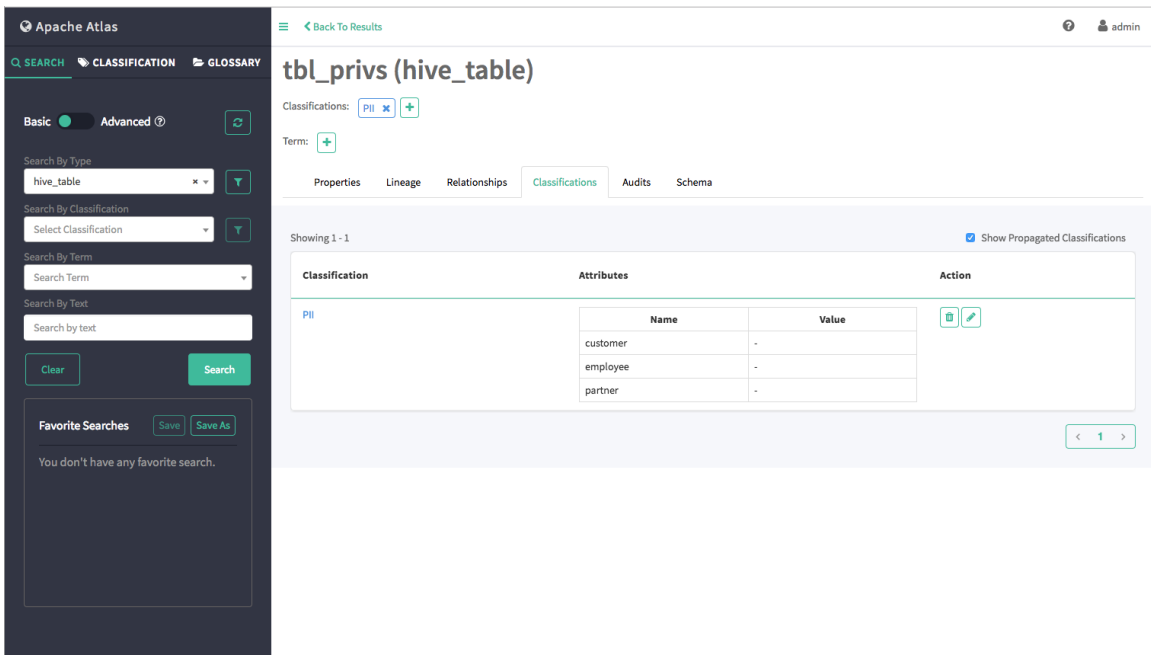 Apache Atlas
SEARCH CLASSIFICATION GLOSSARY
Basic Advanced
Search By Type
hive_table
Search By Classification
Select Classification
Search By Term
Search Term
Search By Text
Search by text
Clear Search
Favorite Searches Save Save As
You don't have any favorite search.
Back To Results admin
tbl_privs (hive_table)
Classifications: PII
Term:
Properties Lineage Relationships Classifications Audits Schema
Showing 1 - 1 Show Propagated Classifications
Classification Attributes Action
PII Name Value
customer -
employee -
partner -
< 1 >